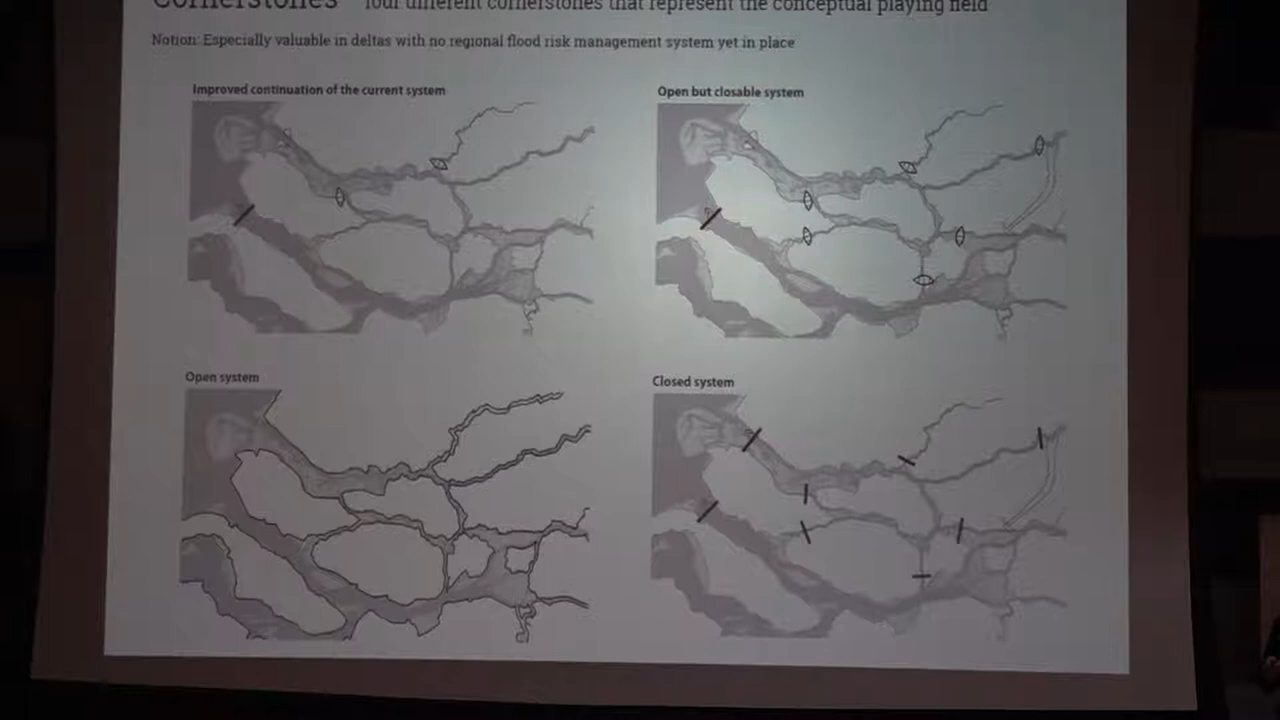 Cornerstones four different cornerstones that represent the conceptual playing field
Notion: Especially valuable in deltas with no regional flood risk management system yet in place
Improved continuation of the current system
Open but closable system
Open system
Closed system